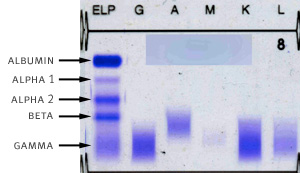 ELP G A M K L
8
ALBUMIN
ALPHA 1
ALPHA 2
BETA
GAMMA